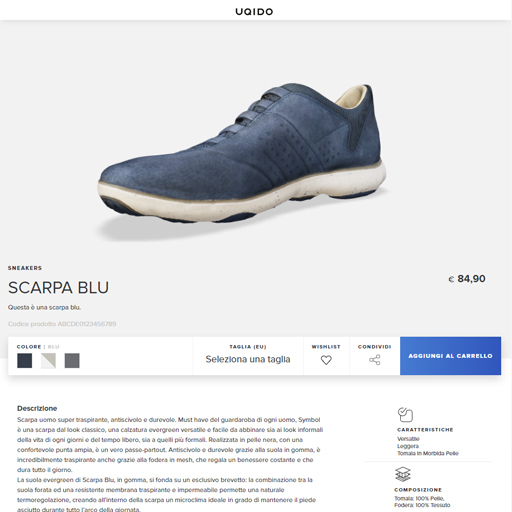 UQIDO
SNEAKERS
SCARPA BLU
€ 84,90
Questa è una scarpa blu.
Codice prodotto ABCDE0123456789
COLORE | BLU
TAGLIA (EU)
Seleziona una taglia
WISHLIST
CONDIVIDI
AGGIUNGI AL CARRELLO
Descrizione
Scarpa uomo super traspirante, antiscivolo e durevole. Must have del guardaroba di ogni uomo, Symbol
è una scarpa dal look classico, una calzatura evergreen versatile e facile da abbinare sia ai look informali
della vita di ogni giorni e del tempo libero, sia a quelli più formali. Realizzata in pelle nera, con una
confortevole punta ampia, è un vero passe-partout. Antiscivolo e durevole grazie alla suola in gomma, è
incredibilmente traspirante anche grazie alla fodera in mesh, che regala un benessere costante e che
dura tutto il giorno.
La suola evergreen di Scarpa Blu, in gomma, si fonda su un esclusivo brevetto: la combinazione tra la
suola forata ed una resistente membrana traspirante e impermeabile permette una naturale
termoregolazione, creando all'interno della scarpa un microclima ideale in grado di mantenere il piede
asciutto durante tutto l'arco della giornata.
CARATTERISTICHE
Versatile
Leggera
Tomaia in Morbida Pelle
COMPOSIZIONE
Tomaia: 100% Pelle,
Fodera: 100% Tessuto